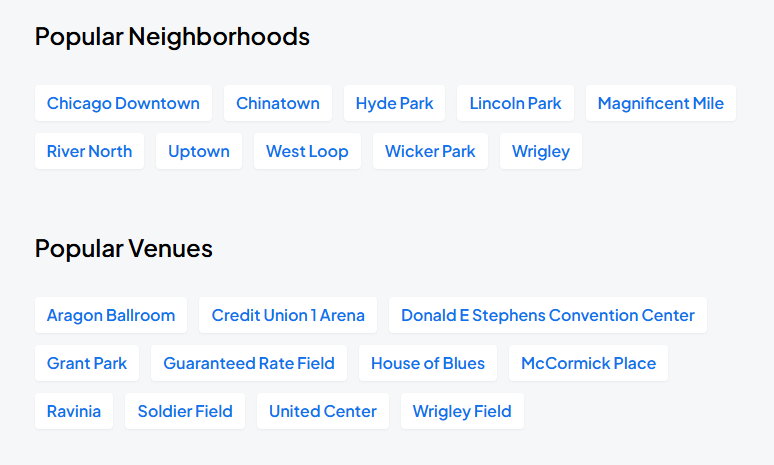 Popular Neighborhoods
Chicago Downtown Chinatown Hyde Park Lincoln Park Magnificent Mile
River North Uptown West Loop Wicker Park Wrigley
Popular Venues
Aragon Ballroom Credit Union 1 Arena Donald E Stephens Convention Center
Grant Park Guaranteed Rate Field House of Blues McCormick Place
Ravinia Soldier Field United Center Wrigley Field